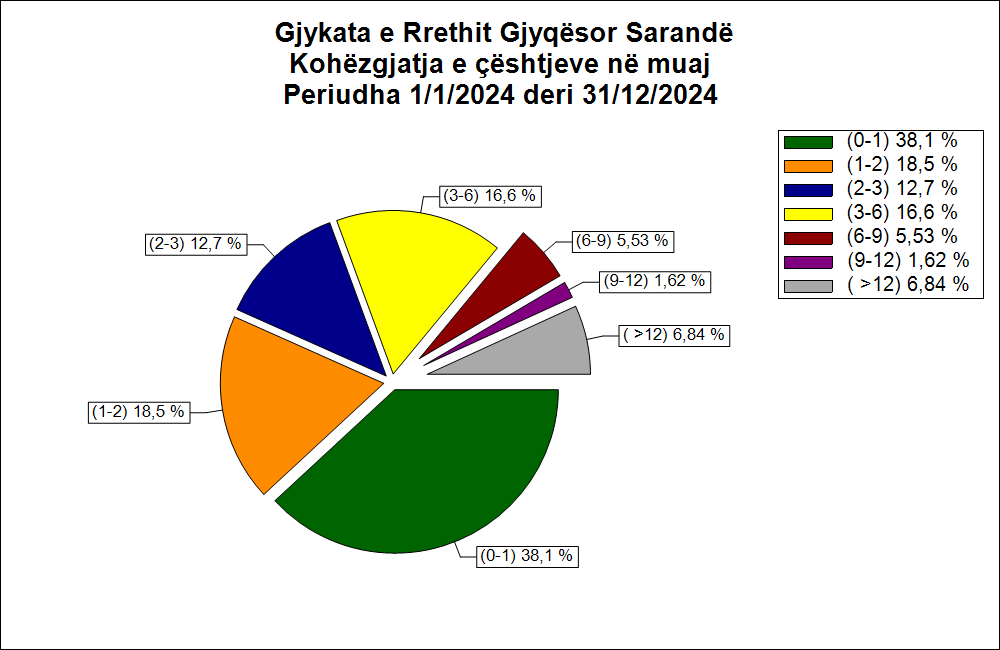 Gjykata e Rrethit Gjyqësor Sarandë
Kohëzgjatja e çështjeve në muaj
Periudha 1/1/2024 deri 31/12/2024
(0-1) 38,1 %
(1-2) 18,5 %
(2-3) 12,7 %
(3-6) 16,6 %
(6-9) 5,53 %
(9-12) 1,62 %
( >12) 6,84 %
(3-6) 16,6 %
(2-3) 12,7 %
(6-9) 5,53 %
(9-12) 1,62 %
( >12) 6,84 %
(1-2) 18,5 %
(0-1) 38,1 %